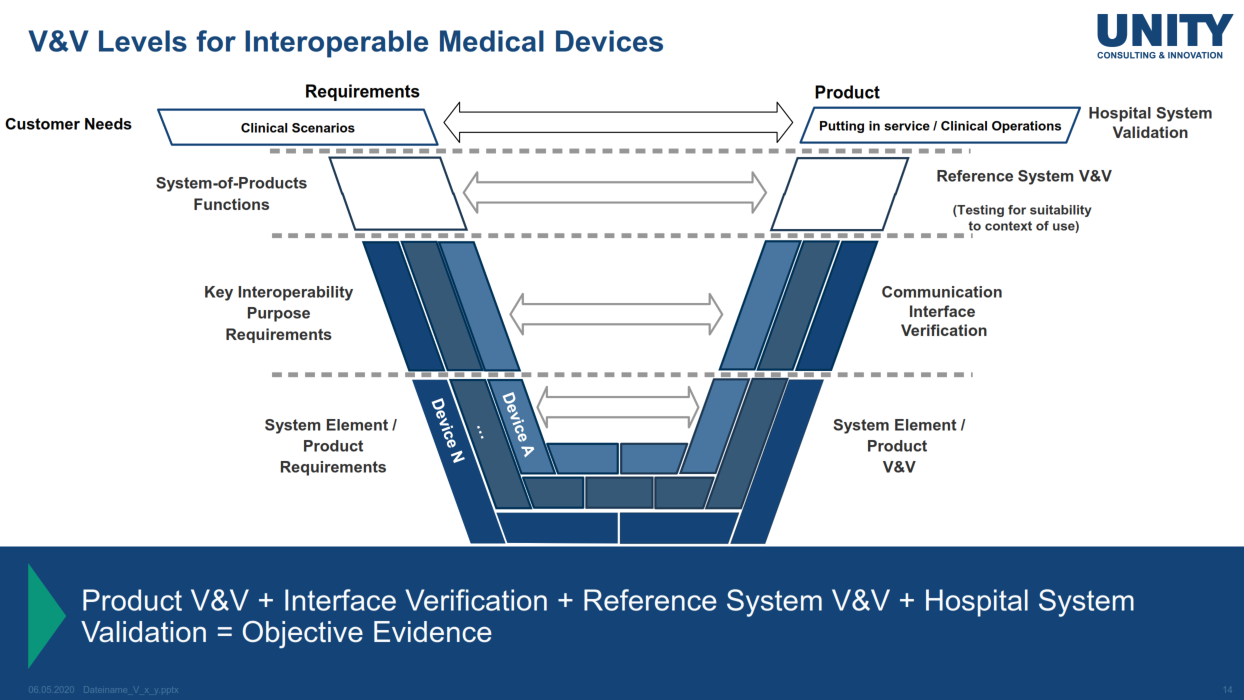 V&V Levels for Interoperable Medical Devices
UNITY
CONSULTING & INNOVATION
Requirements
Product
Customer Needs
Clinical Scenarios
Putting in service / Clinical Operations
Hospital System
Validation
System-of-Products
Functions
Reference System V&V
(Testing for suitability
to context of use)
Key Interoperability
Purpose
Requirements
Communication
Interface
Verification
System Element /
Product
Requirements
Device N
...
Device A
System Element /
Product
V&V
Product V&V + Interface Verification + Reference System V&V + Hospital System
Validation = Objective Evidence
06.05.2020 Dateiname_V_x_y.pptx
14